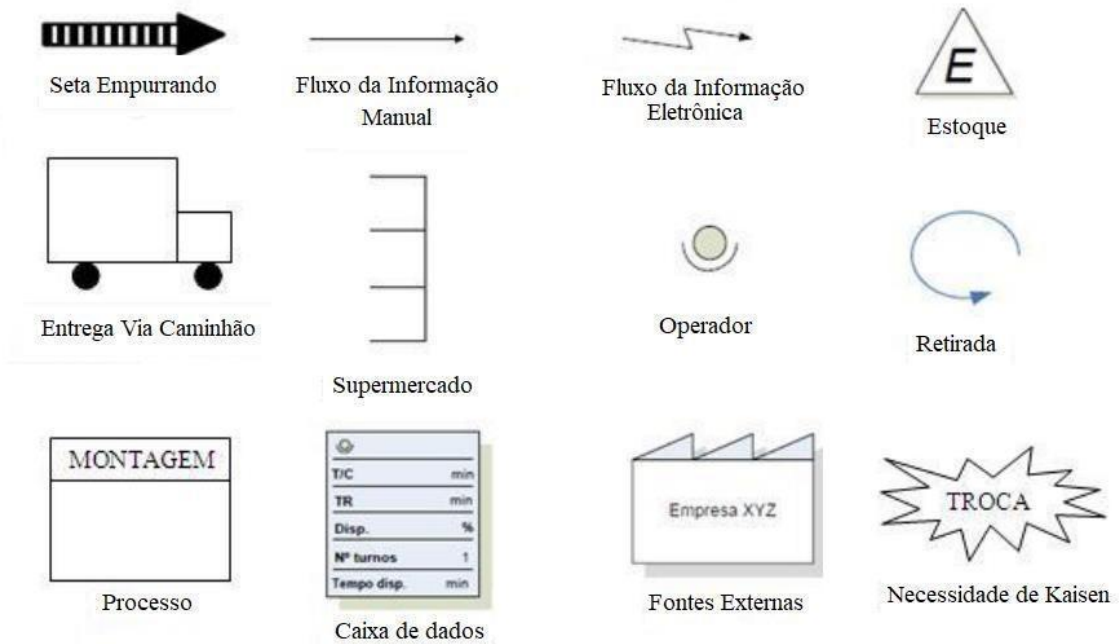 Seta Empurrando
Fluxo da Informação
Manual
Fluxo da Informação
Eletrônica
E
Estoque
Entrega Via Caminhão
Supermercado
Operador
Retirada
MONTAGEM
Processo
T/C min
TR min
Disp. %
Nº turnos 1
Tempo disp. min
Caixa de dados
Empresa XYZ
Fontes Externas
TROCA
Necessidade de Kaisen